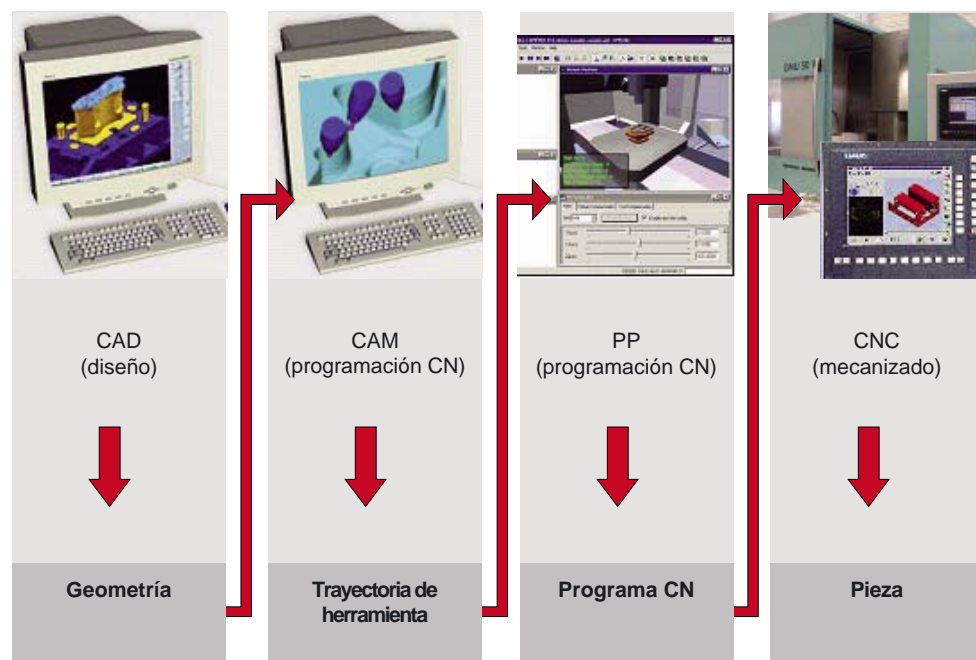 CAD
(diseño)
Geometría
CAM
(programación CN)
Trayectoria de
herramienta
PP
(programación CN)
Programa CN
CNC
(mecanizado)
Pieza